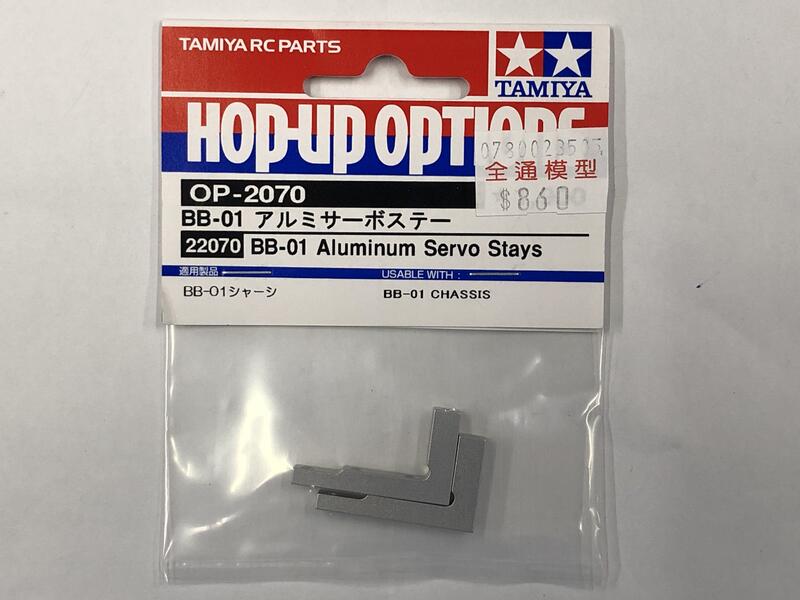 TAMIYA RC PARTS
TAMIYA
HOP-UP OPTIONS
0780023525
全通模型
$860
OP-2070
BB-01 アルミサーボステー
22070 BB-01 Aluminum Servo Stays
適用製品
USABLE WITH :
BB-01シャーシ
BB-01 CHASSIS